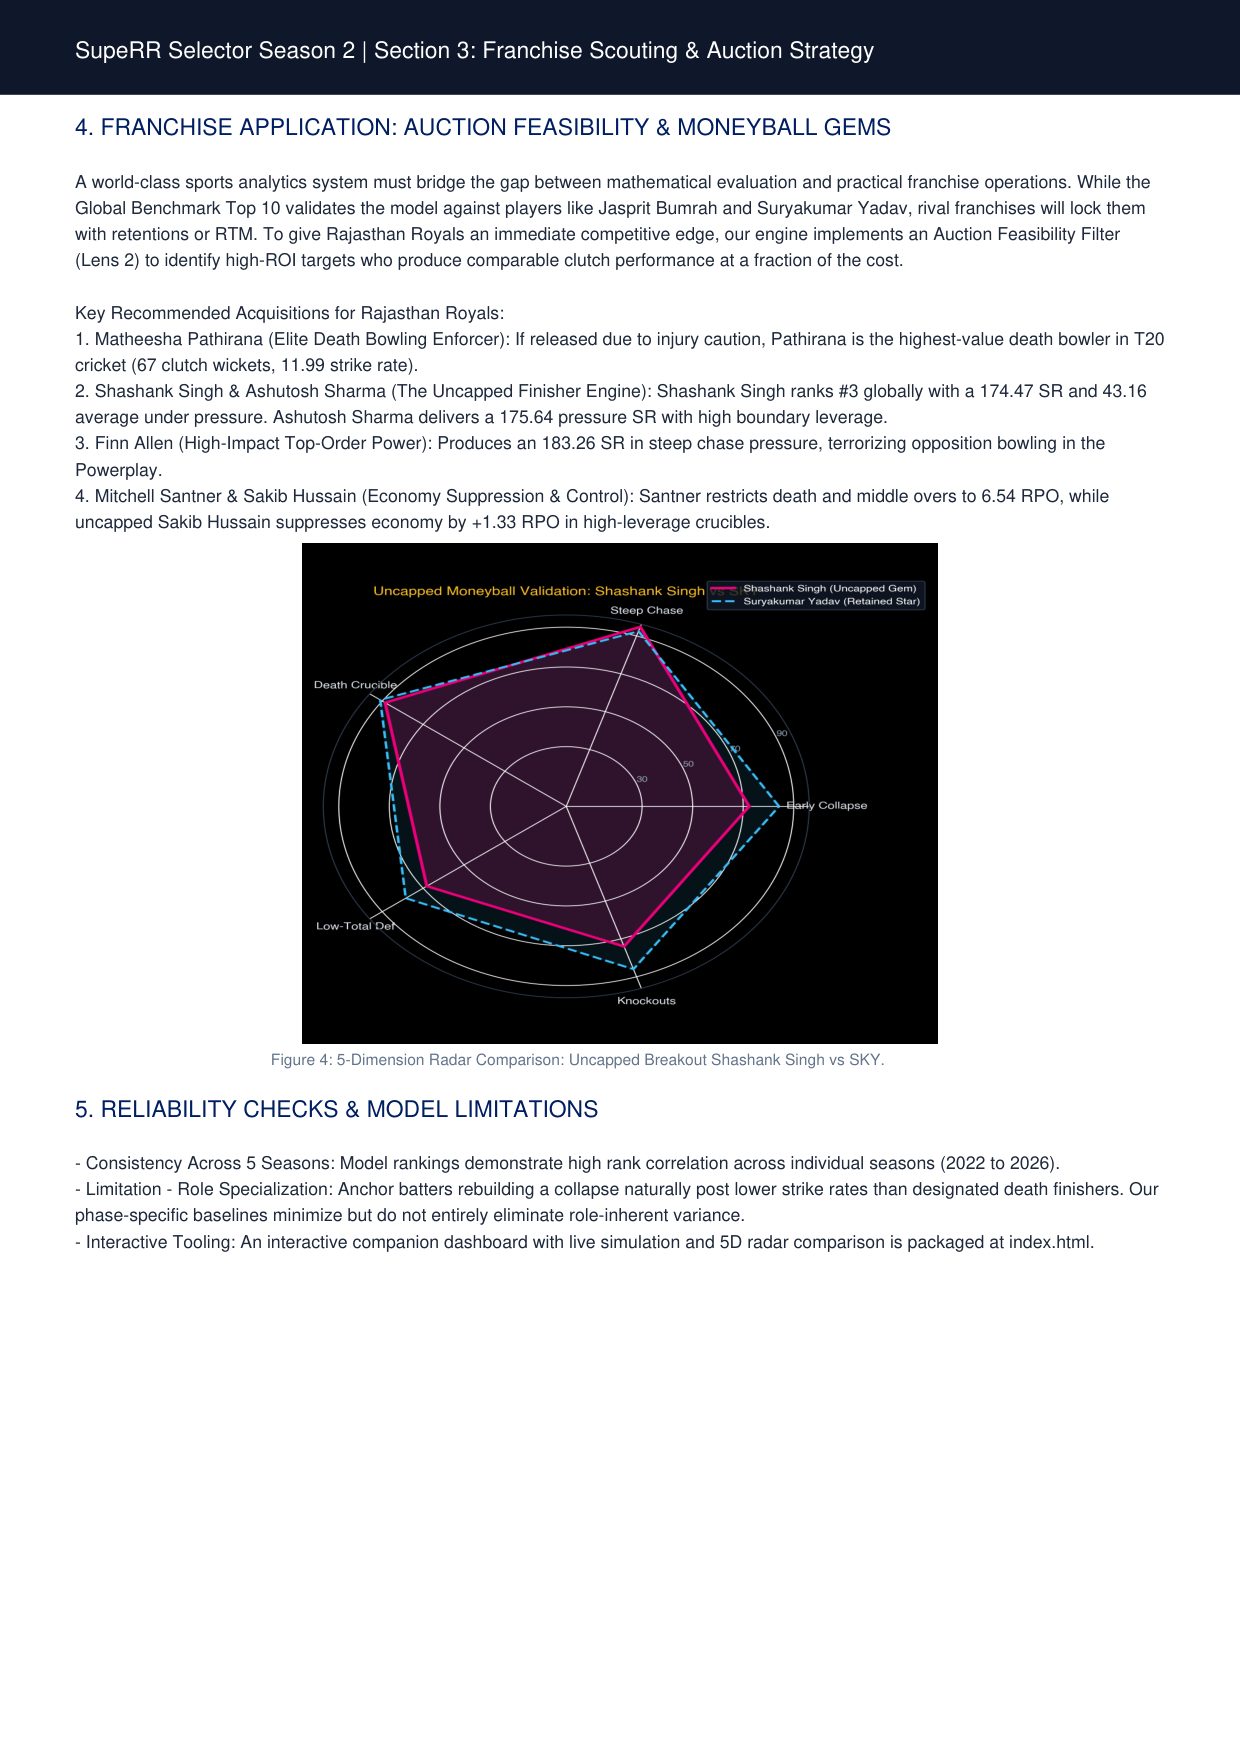 SupeRR Selector Season 2 | Section 3: Franchise Scouting & Auction Strategy
4. FRANCHISE APPLICATION: AUCTION FEASIBILITY & MONEYBALL GEMS
A world-class sports analytics system must bridge the gap between mathematical evaluation and practical franchise operations. While the
Global Benchmark Top 10 validates the model against players like Jasprit Bumrah and Suryakumar Yadav, rival franchises will lock them
with retentions or RTM. To give Rajasthan Royals an immediate competitive edge, our engine implements an Auction Feasibility Filter
(Lens 2) to identify high-ROI targets who produce comparable clutch performance at a fraction of the cost.
Key Recommended Acquisitions for Rajasthan Royals:
1. Matheesha Pathirana (Elite Death Bowling Enforcer): If released due to injury caution, Pathirana is the highest-value death bowler in T20
cricket (67 clutch wickets, 11.99 strike rate).
2. Shashank Singh & Ashutosh Sharma (The Uncapped Finisher Engine): Shashank Singh ranks #3 globally with a 174.47 SR and 43.16
average under pressure. Ashutosh Sharma delivers a 175.64 pressure SR with high boundary leverage.
3. Finn Allen (High-Impact Top-Order Power): Produces an 183.26 SR in steep chase pressure, terrorizing opposition bowling in the
Powerplay.
4. Mitchell Santner & Sakib Hussain (Economy Suppression & Control): Santner restricts death and middle overs to 6.54 RPO, while
uncapped Sakib Hussain suppresses economy by +1.33 RPO in high-leverage crucibles.
Uncapped Moneyball Validation: Shashank Singh vs SKY
Shashank Singh (Uncapped Gem)
Suryakumar Yadav (Retained Star)
Steep Chase
Death Crucible
90
70
50
30
Early Collapse
Low-Total Def
Knockouts
Figure 4: 5-Dimension Radar Comparison: Uncapped Breakout Shashank Singh vs SKY.
5. RELIABILITY CHECKS & MODEL LIMITATIONS
- Consistency Across 5 Seasons: Model rankings demonstrate high rank correlation across individual seasons (2022 to 2026).
- Limitation - Role Specialization: Anchor batters rebuilding a collapse naturally post lower strike rates than designated death finishers. Our
phase-specific baselines minimize but do not entirely eliminate role-inherent variance.
- Interactive Tooling: An interactive companion dashboard with live simulation and 5D radar comparison is packaged at index.html.